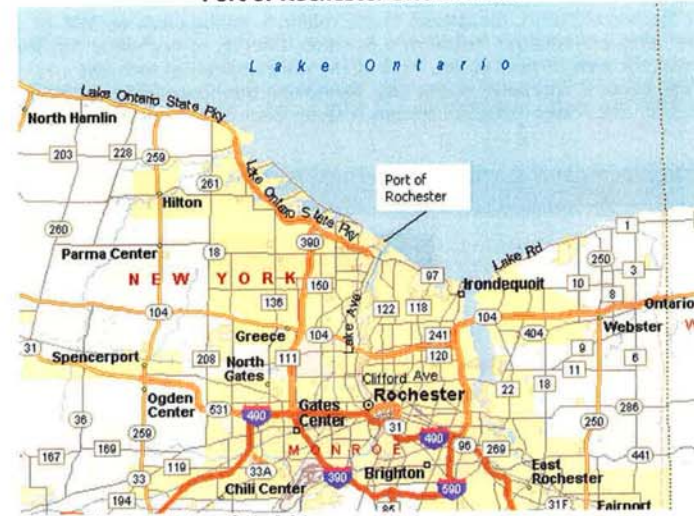 Lake Ontario
Lake Ontario State Pky
North Hamlin
203
228
259
261
Hilton
Lake Ontario State Pky
Port of
Rochester
260
Parma Center
18
390
NEW YORK
136
150
Lake Ave
97
Lake Rd
Irondequoit
1
250
3
10
8
122
118
104
Greece
104
241
104
Ontario
31
Spencerport
208
North
Gates
111
120
404
Webster
W
9
6
11
Clifford Ave
Rochester
22
18
Ogden
Center
531
490
Gates
Center
31
490
36
286
250
167
169
259
119
MONROE
96
269
441
33
33A
Brighton
East
Rochester
194
Chili Center
390
590
85
31F
Fairport